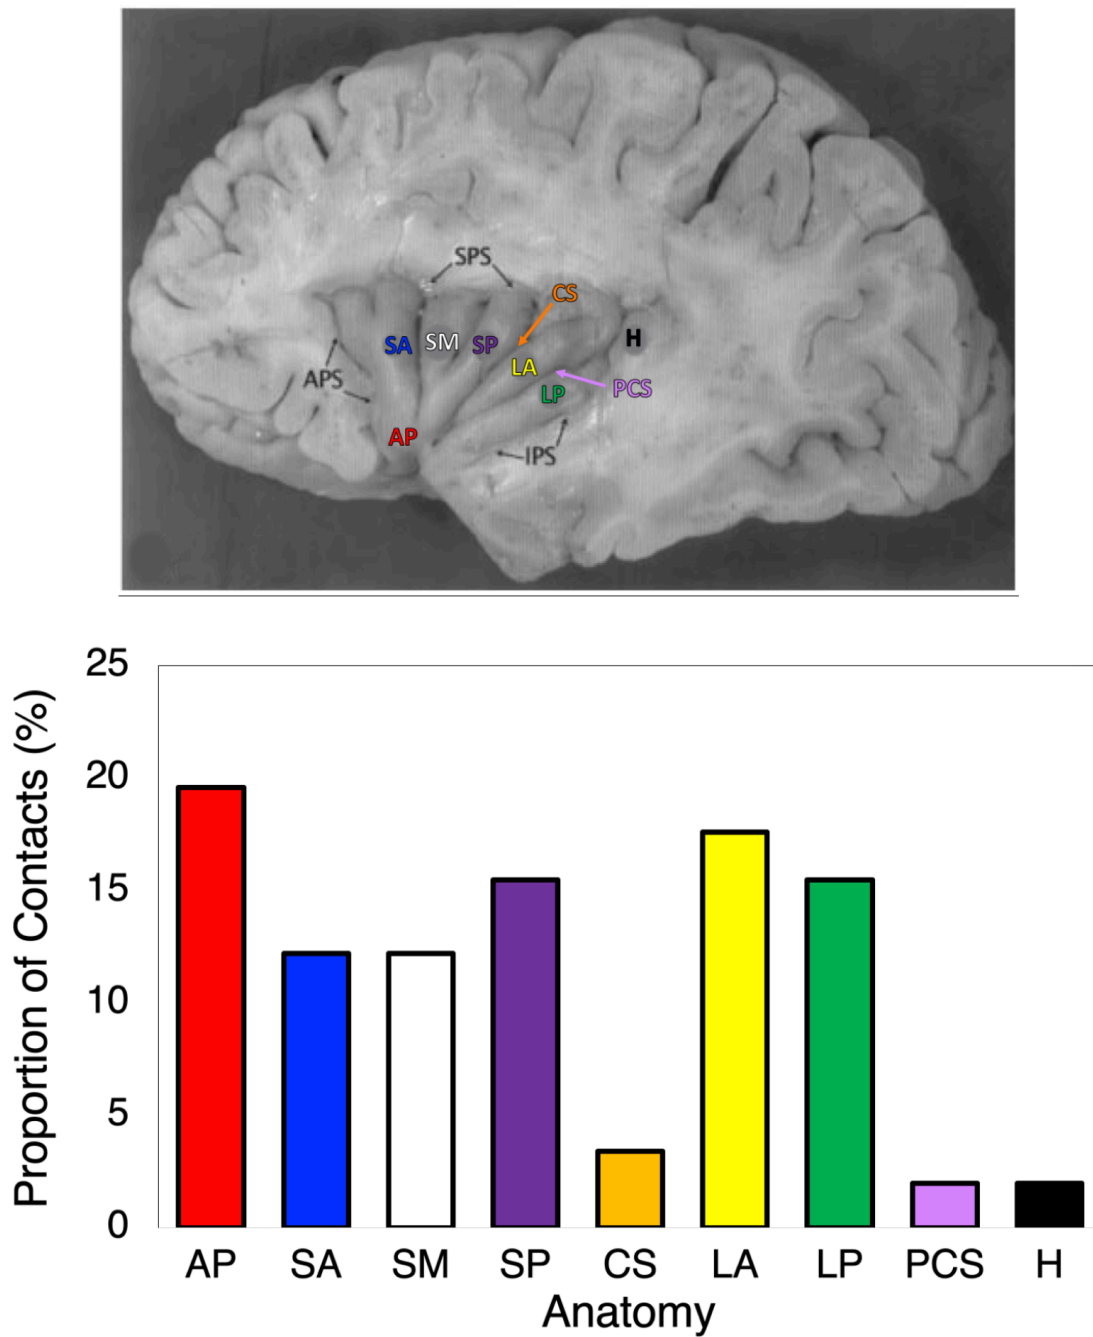 SPS
CS
SA SM SP
H
LA
APS
LP PCS
AP
IPS
25
20
15
10
5
0
Proportion of Contacts (%)
AP SA SM SP CS LA LP PCS H
Anatomy